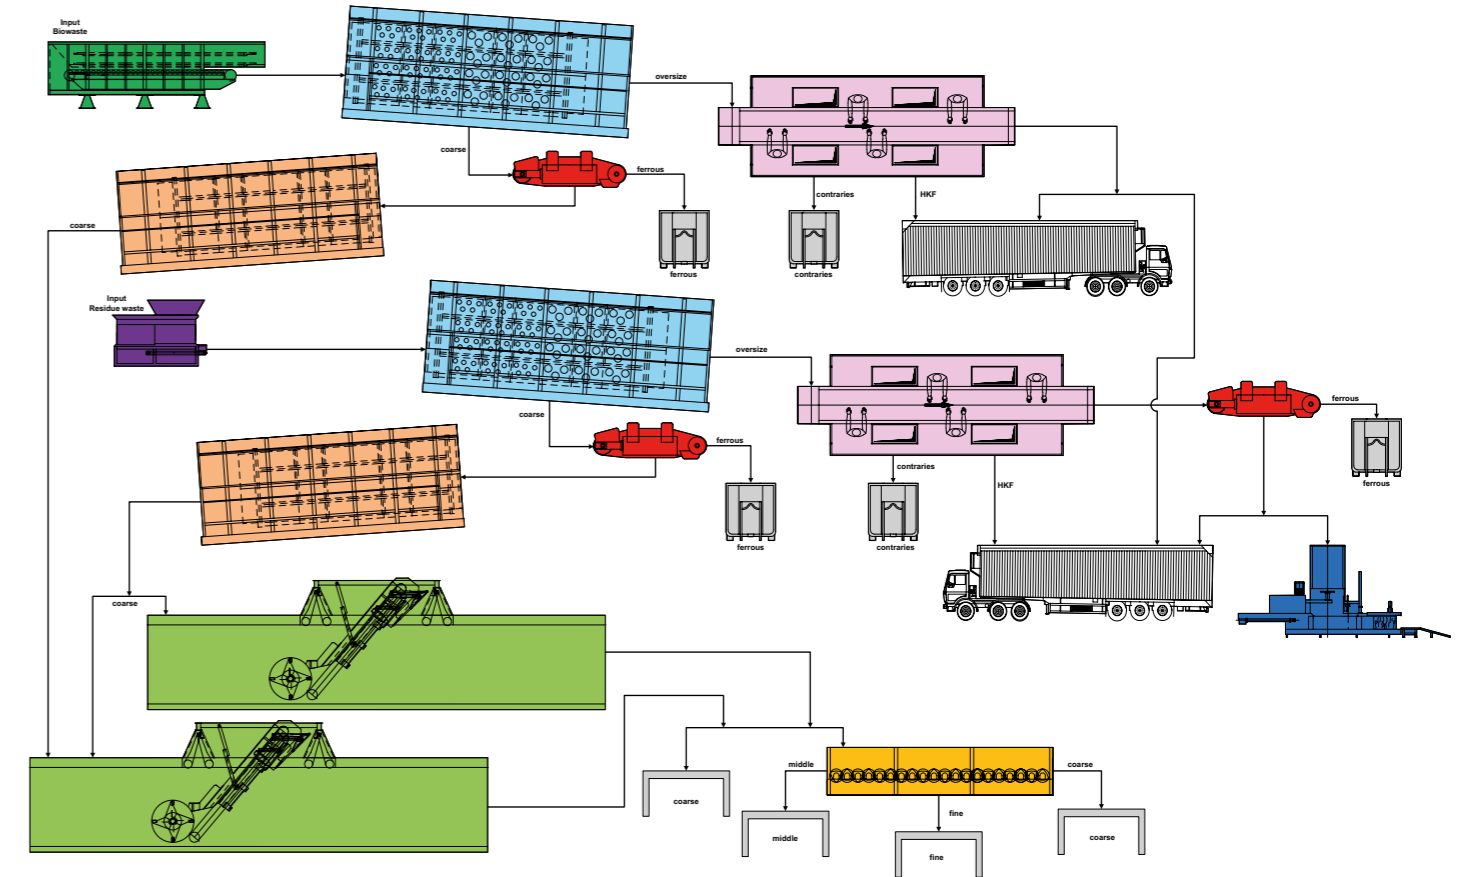 Input
Biowaste
oversize
coarse
ferrous
contraries
HKF
coarse
ferrous
contraries
Input
Residue waste
oversize
coarse
ferrous
ferrous
contraries
HKF
ferrous
ferrous
contraries
coarse
middle
coarse
coarse
fine
middle
coarse
fine